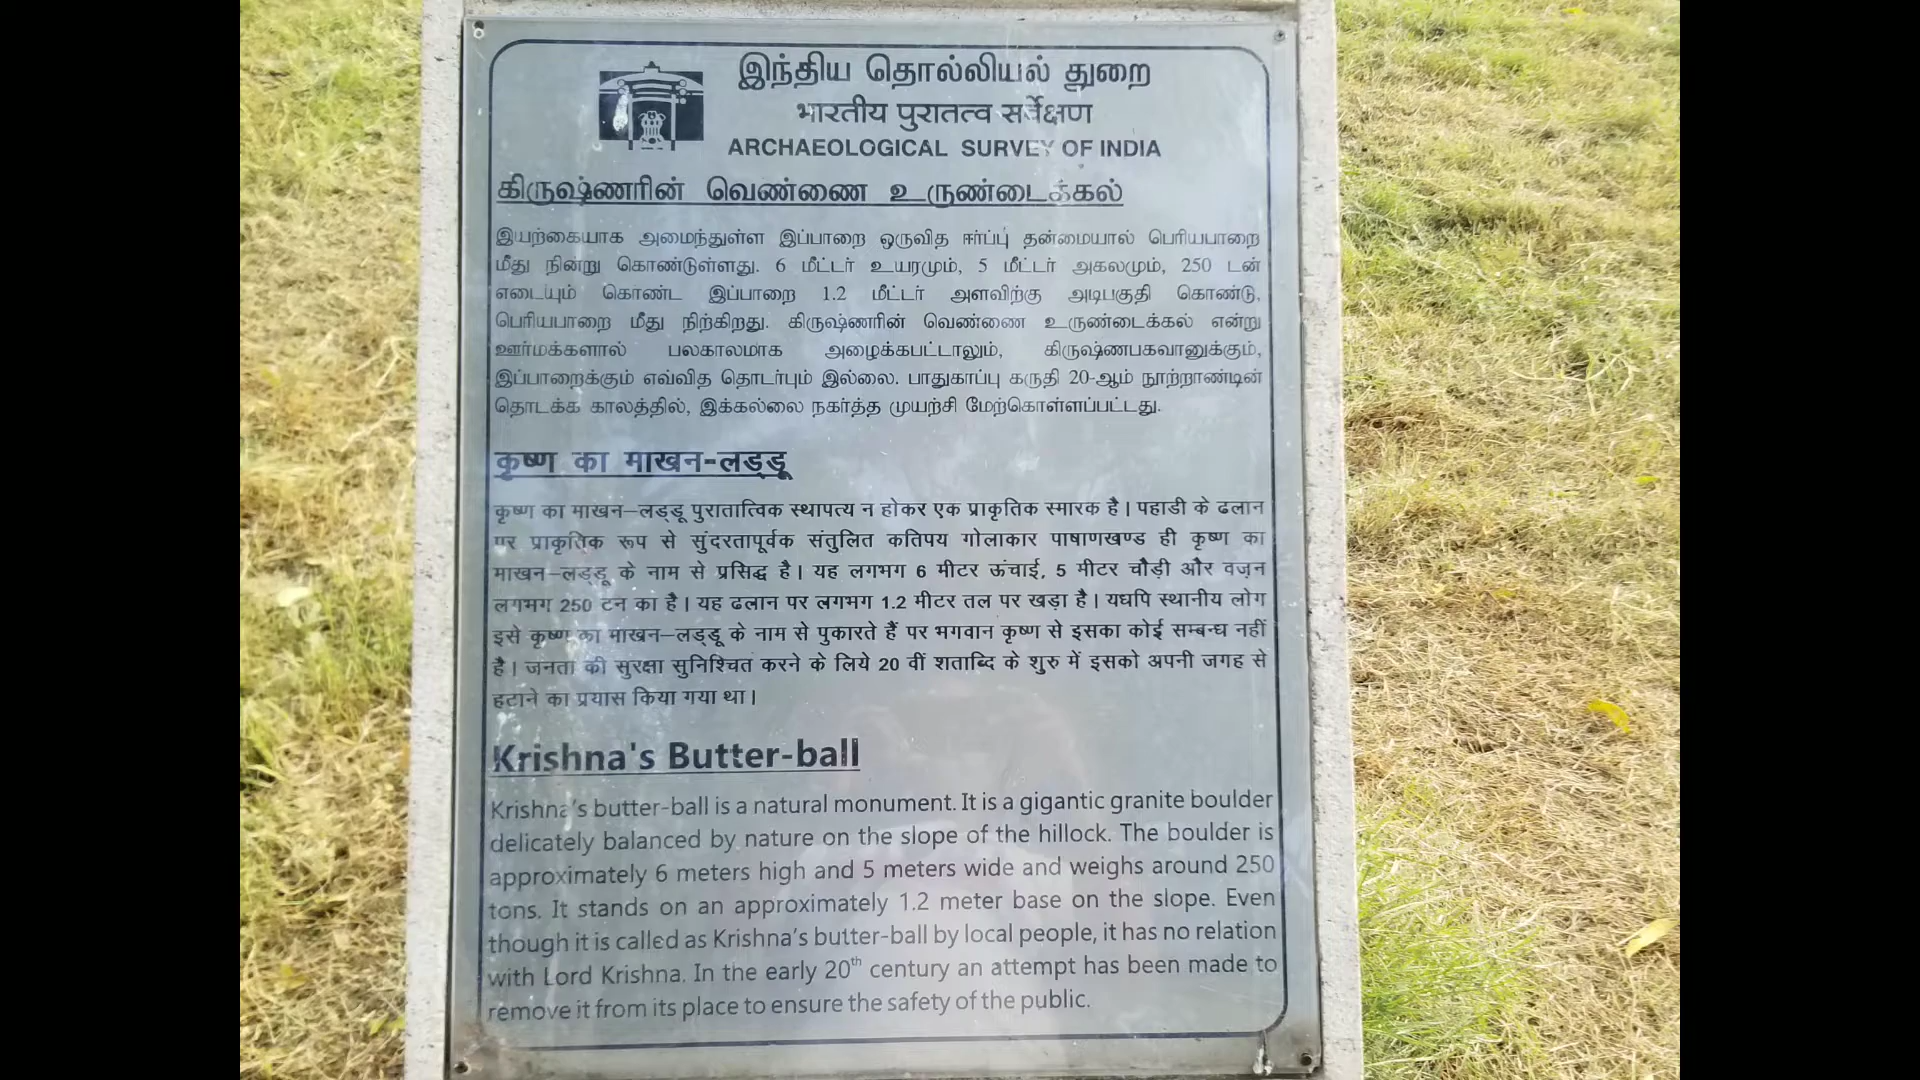 இந்திய தொல்லியல் துறை
भारतीय पुरातत्व सर्वेक्षण
ARCHAEOLOGICAL SURVEY OF INDIA
கிருஷ்ணரின் வெண்ணை உருண்டைக்கல்
இயற்கையாக அமைந்துள்ள இப்பாறை ஒருவித ஈர்ப்பு தன்மையால் பெரியபாறை
மீது நின்று கொண்டுள்ளது. 6 மீட்டர் உயரமும், 5 மீட்டர் அகலமும், 250 டன்
எடையும் கொண்ட இப்பாறை 1.2 மீட்டர் அளவிற்கு அடிபகுதி கொண்டு,
பெரியபாறை மீது நிற்கிறது. கிருஷ்ணரின் வெண்ணை உருண்டைக்கல் என்று
ஊர்மக்களால் பலகாலமாக அழைக்கபட்டாலும், கிருஷ்ணபகவானுக்கும்,
இப்பாறைக்கும் எவ்வித தொடர்பும் இல்லை. பாதுகாப்பு கருதி 20-ஆம் நூற்றாண்டின்
தொடக்க காலத்தில், இக்கல்லை நகர்த்த முயற்சி மேற்கொள்ளப்பட்டது.
कृष्ण का माखन-लड्डू
कृष्ण का माखन–लड्डू पुरातात्विक स्थापत्य न होकर एक प्राकृतिक स्मारक है। पहाडी के ढलान
पर प्राकृतिक रूप से सुंदरतापूर्वक संतुलित कतिपय गोलाकार पाषाणखण्ड ही कृष्ण का
माखन–लड्डू के नाम से प्रसिद्ध है। यह लगभग 6 मीटर ऊंचाई, 5 मीटर चौड़ी और वज़न
लगभग 250 टन का है। यह ढलान पर लगभग 1.2 मीटर तल पर खड़ा है। यधपि स्थानीय लोग
इसे कृष्ण का माखन–लड्डू के नाम से पुकारते हैं पर भगवान कृष्ण से इसका कोई सम्बन्ध नहीं
है। जनता की सुरक्षा सुनिश्चित करने के लिये 20 वीं शताब्दि के शुरु में इसको अपनी जगह से
हटाने का प्रयास किया गया था।
Krishna's Butter-ball
Krishna's butter-ball is a natural monument. It is a gigantic granite boulder
delicately balanced by nature on the slope of the hillock. The boulder is
approximately 6 meters high and 5 meters wide and weighs around 250
tons. It stands on an approximately 1.2 meter base on the slope. Even
though it is called as Krishna's butter-ball by local people, it has no relation
with Lord Krishna. In the early 20th century an attempt has been made to
remove it from its place to ensure the safety of the public.